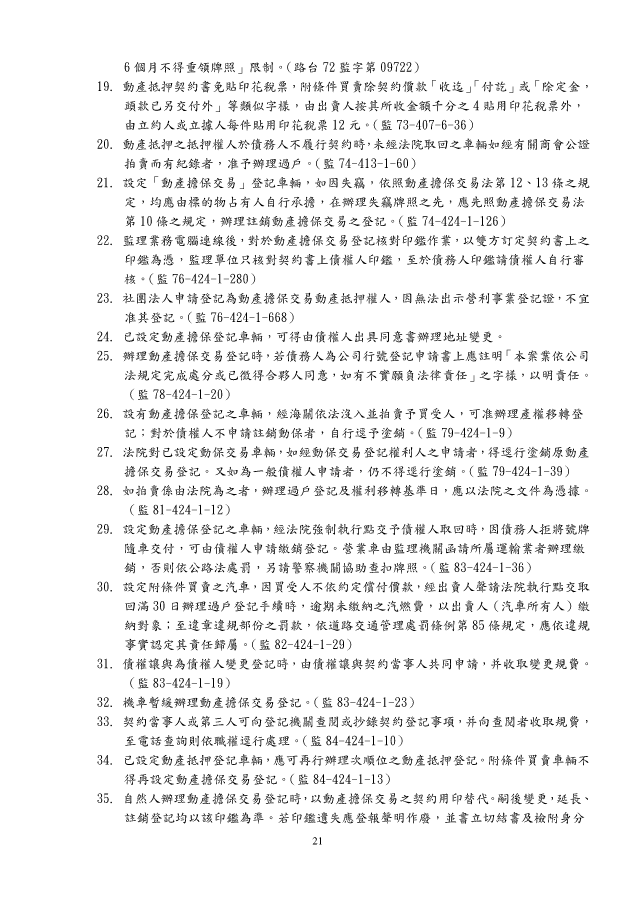 6 個月不得重領牌照」限制。(路台 72 監字第 09722)
19. 動產抵押契約書免貼印花稅票，附條件買賣除契約償款「收迄」「付訖」或「除定金，
頭款已另交付外」等類似字樣，由出賣人按其所收金額千分之 4 貼用印花稅票外，
由立約人或立據人每件貼用印花稅票 12 元。(監 73-407-6-36)
20. 動產抵押之抵押權人於債務人不履行契約時，未經法院取回之車輛如經有關商會公證
拍賣而有紀錄者，准予辦理過戶。(監 74-413-1-60)
21. 設定「動產擔保交易」登記車輛，如因失竊，依照動產擔保交易法第 12、13 條之規
定，均應由標的物占有人自行承擔，在辦理失竊牌照之先，應先照動產擔保交易法
第 10 條之規定，辦理註銷動產擔保交易之登記。(監 74-424-1-126)
22. 監理業務電腦連線後，對於動產擔保交易登記核對印鑑作業，以雙方訂定契約書上之
印鑑為憑，監理單位只核對契約書上債權人印鑑，至於債務人印鑑請債權人自行審
核。(監 76-424-1-280)
23. 社團法人申請登記為動產擔保交易動產抵押權人，因無法出示營利事業登記證，不宜
准其登記。(監 76-424-1-668)
24. 已設定動產擔保登記車輛，可得由債權人出具同意書辦理地址變更。
25. 辦理動產擔保交易登記時，若債務人為公司行號登記申請書上應註明「本案業依公司
法規定完成處分或已徵得合夥人同意，如有不實願負法律責任」之字樣，以明責任。
(監 78-424-1-20)
26. 設有動產擔保登記之車輛，經海關依法沒入並拍賣予買受人，可准辦理產權移轉登
記；對於債權人不申請註銷動保者，自行逕予塗銷。(監 79-424-1-9)
27. 法院對已設定動保交易車輛，如經動保交易登記權利人之申請者，得逕行塗銷原動產
擔保交易登記。又如為一般債權人申請者，仍不得逕行塗銷。(監 79-424-1-39)
28. 如拍賣係由法院為之者，辦理過戶登記及權利移轉基準日，應以法院之文件為憑據。
(監 81-424-1-12)
29. 設定動產擔保登記之車輛，經法院強制執行點交予債權人取回時，因債務人拒將號牌
隨車交付，可由債權人申請繳銷登記。營業車由監理機關函請所屬運輸業者辦理繳
銷，否則依公路法處罰，另請警察機關協助查扣牌照。(監 83-424-1-36)
30. 設定附條件買賣之汽車，因買受人不依約定償付價款，經出賣人聲請法院執行點交取
回滿 30 日辦理過戶登記手續時，逾期未繳納之汽燃費，以出賣人（汽車所有人）繳
納對象；至違章違規部份之罰款，依道路交通管理處罰條例第 85 條規定，應依違規
事實認定其責任歸屬。(監 82-424-1-29)
31. 債權讓與為債權人變更登記時，由債權讓與契約當事人共同申請，并收取變更規費。
(監 83-424-1-19)
32. 機車暫緩辦理動產擔保交易登記。(監 83-424-1-23)
33. 契約當事人或第三人可向登記機關查閱或抄錄契約登記事項，并向查閱者收取規費，
至電話查詢則依職權逕行處理。(監 84-424-1-10)
34. 已設定動產抵押登記車輛，應可再行辦理次順位之動產抵押登記。附條件買賣車輛不
得再設定動產擔保交易登記。(監 84-424-1-13)
35. 自然人辦理動產擔保交易登記時，以動產擔保交易之契約用印替代。嗣後變更，延長、
註銷登記均以該印鑑為準。若印鑑遺失應登報聲明作廢，並書立切結書及檢附身分
21